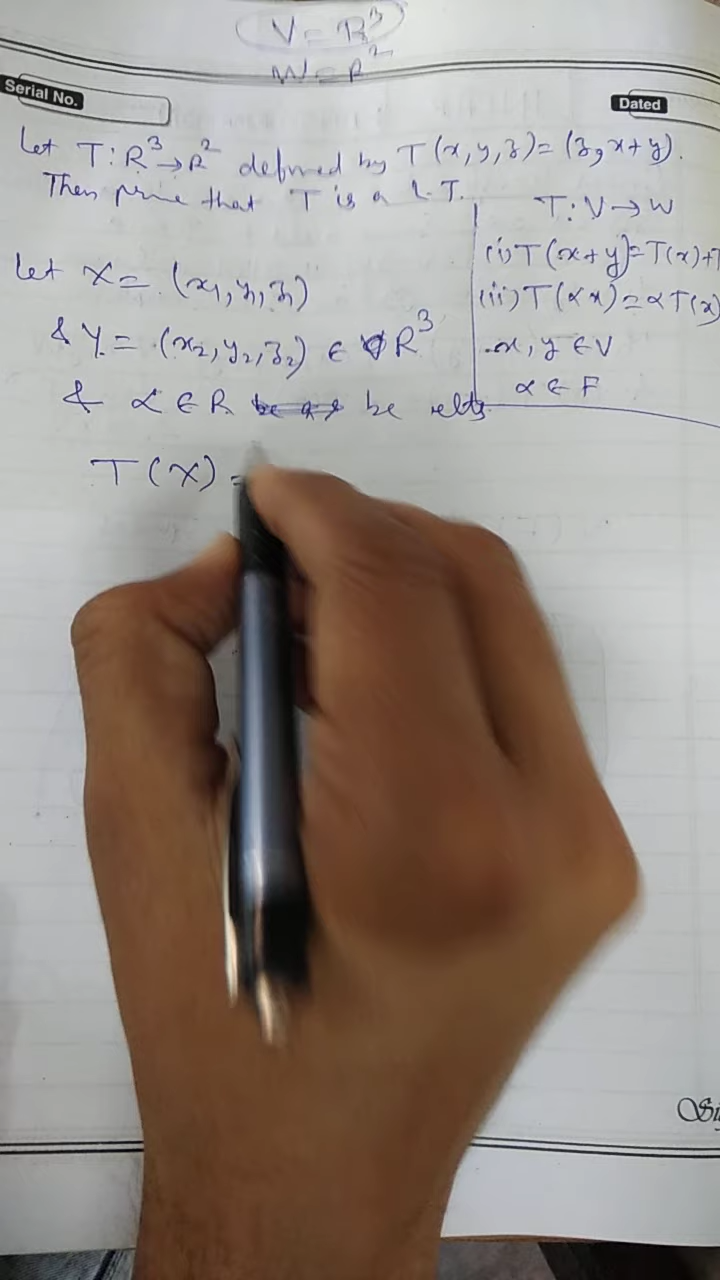 V = R³
W = R²
Serial No.
Dated
Let T: R³→R² defined by T(x,y,z)=(z, x+y).
Then prove that T is a L.T.
T: V → W
(i) T(x+y)=T(x)+T
(ii) T(αx)=αT(x)
x, y ∈ V
α ∈ F
Let X = (x₁,y₁,z₁)
& Y = (x₂,y₂,z₂) ∈ R³
& α ∈ R be
T(X) =